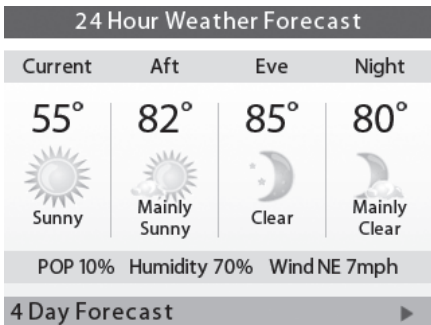 24 Hour Weather Forecast
Current Aft Eve Night
55° 82° 85° 80°
Sunny Mainly Sunny Clear Mainly Clear
POP 10% Humidity 70% Wind NE 7mph
4 Day Forecast